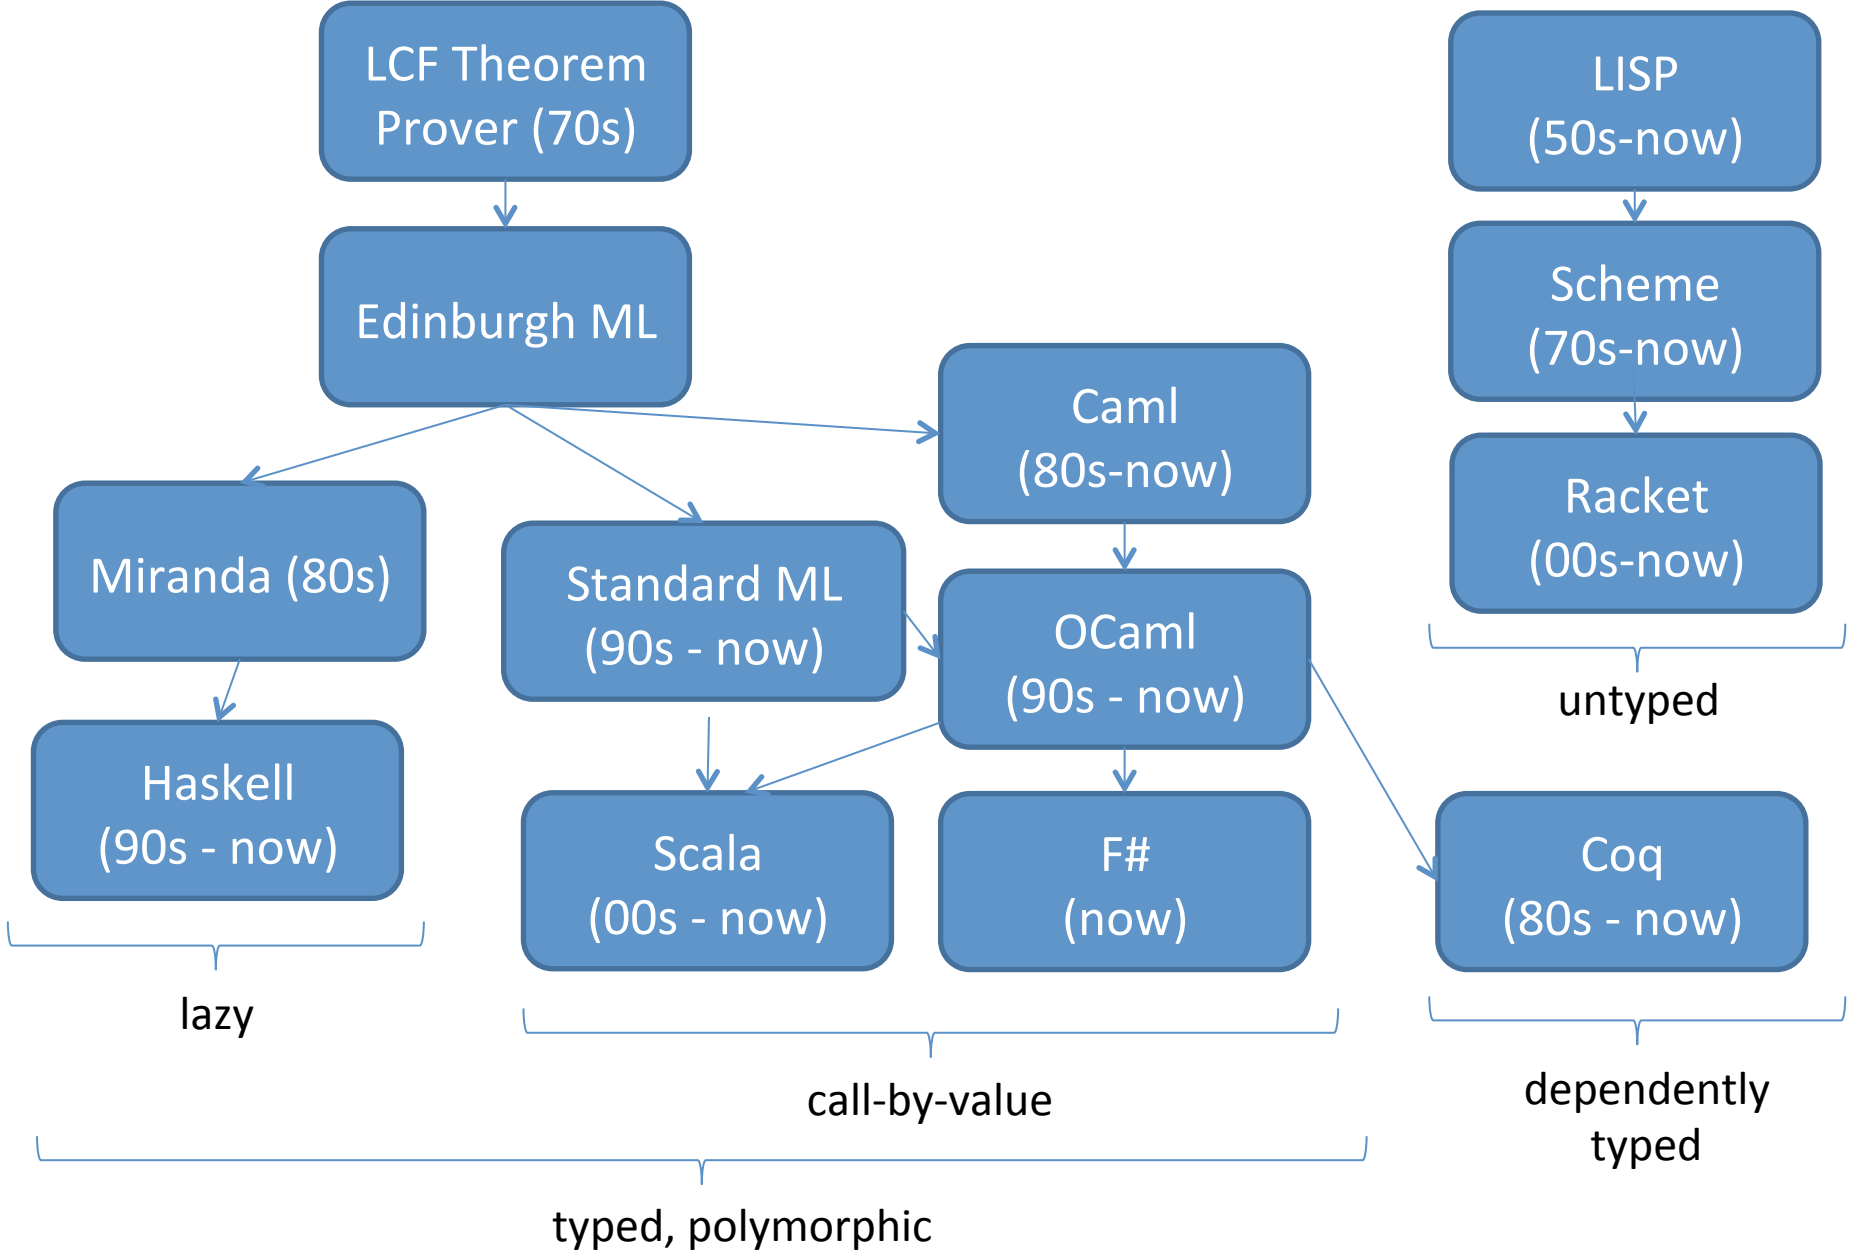 LCF Theorem
Prover (70s)
Edinburgh ML
Caml
(80s-now)
Miranda (80s)
Standard ML
(90s - now)
OCaml
(90s - now)
Haskell
(90s - now)
Scala
(00s - now)
F#
(now)
LISP
(50s-now)
Scheme
(70s-now)
Racket
(00s-now)
untyped
Coq
(80s - now)
lazy
call-by-value
dependently
typed
typed, polymorphic